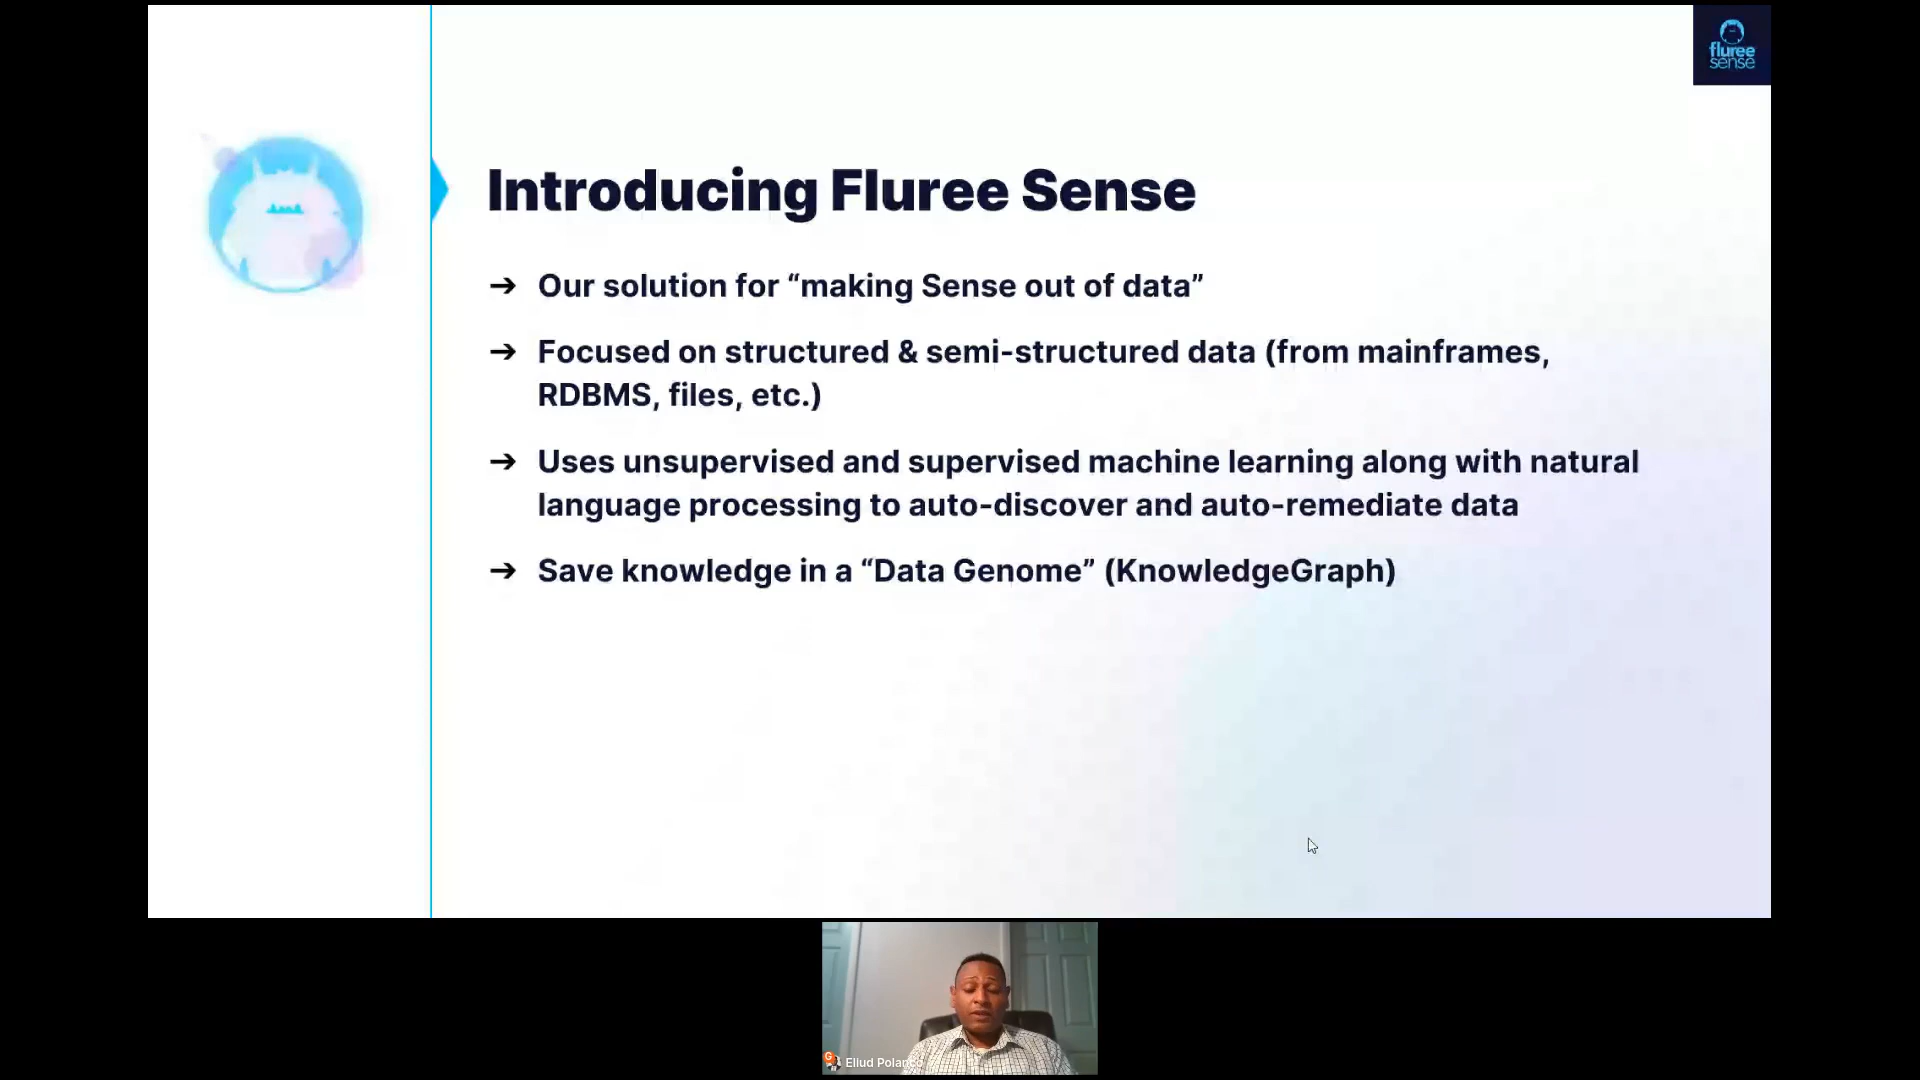 fluree
sense
Introducing Fluree Sense
➔ Our solution for “making Sense out of data”
➔ Focused on structured & semi-structured data (from mainframes,
RDBMS, files, etc.)
➔ Uses unsupervised and supervised machine learning along with natural
language processing to auto-discover and auto-remediate data
➔ Save knowledge in a “Data Genome” (KnowledgeGraph)
G
Eliud Polanco